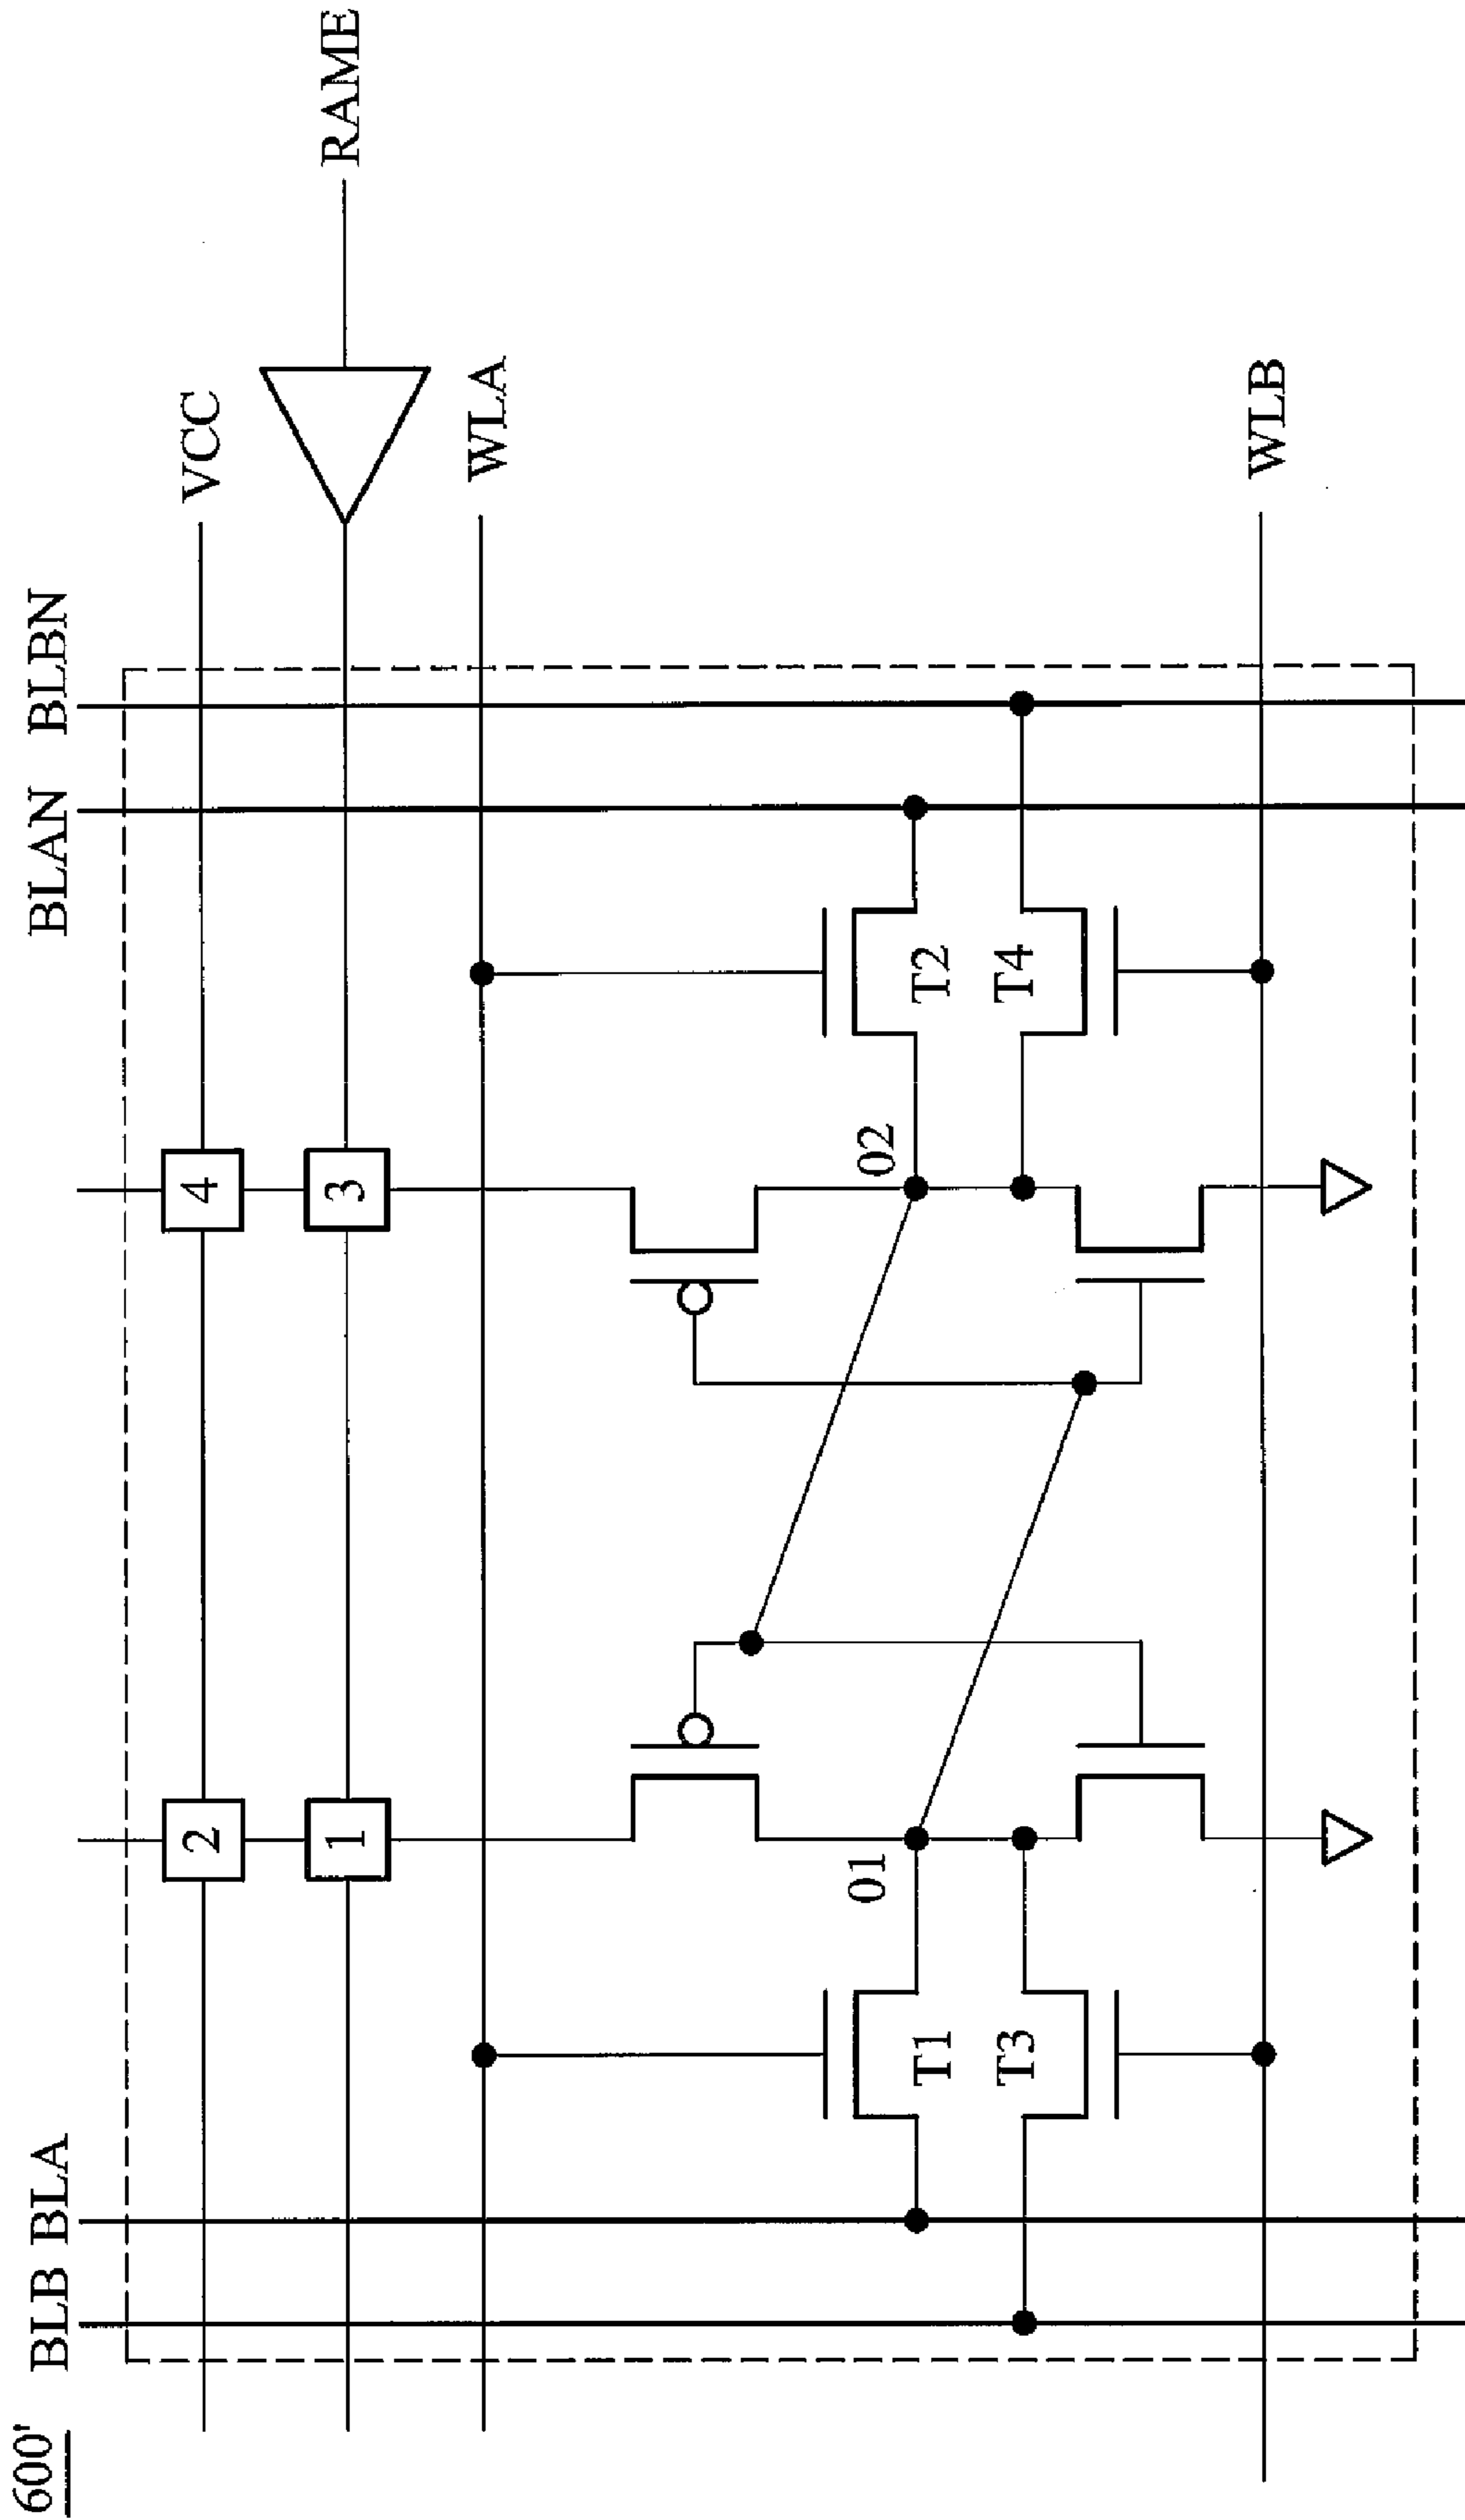 600'
BLB BLA BLAN BLBN
2 4 VCC
1 3 RAME
WLA
01 02
T1 T2
T3 T4
WLB